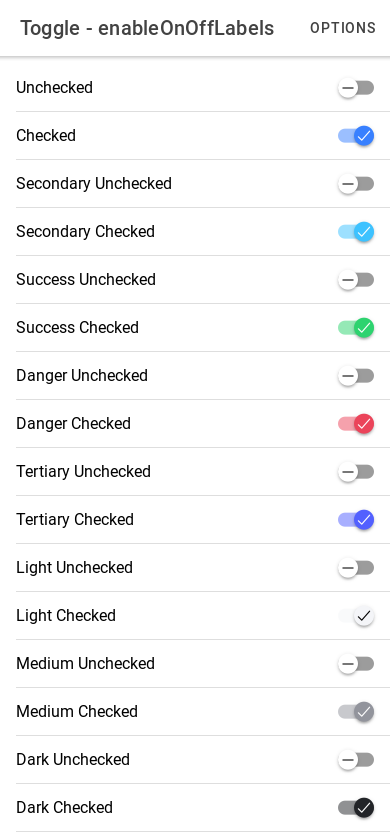 Toggle - enableOnOffLabels
OPTIONS
Unchecked
Checked
Secondary Unchecked
Secondary Checked
Success Unchecked
Success Checked
Danger Unchecked
Danger Checked
Tertiary Unchecked
Tertiary Checked
Light Unchecked
Light Checked
Medium Unchecked
Medium Checked
Dark Unchecked
Dark Checked